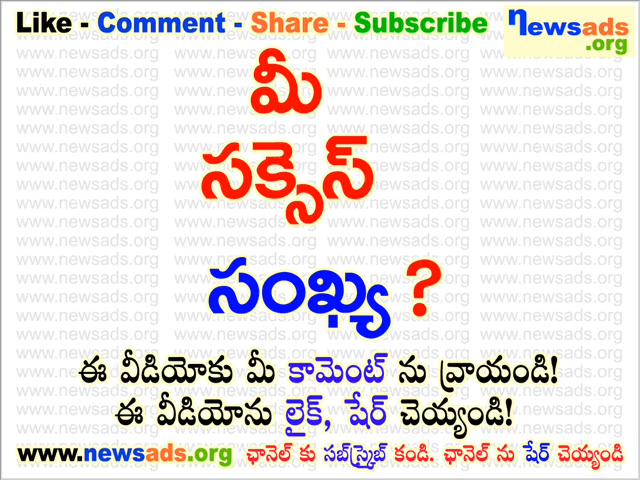 Like - Comment - Share - Subscribe
newsads
.org
మీ
సక్సెస్
సంఖ్య ?
ఈ వీడియోకు మీ కామెంట్ ను వ్రాయండి!
ఈ వీడియోను లైక్, షేర్ చెయ్యండి!
www.newsads.org ఛానెల్ కు సబ్‌స్క్రైబ్ కండి. ఛానెల్ ను షేర్ చెయ్యండి